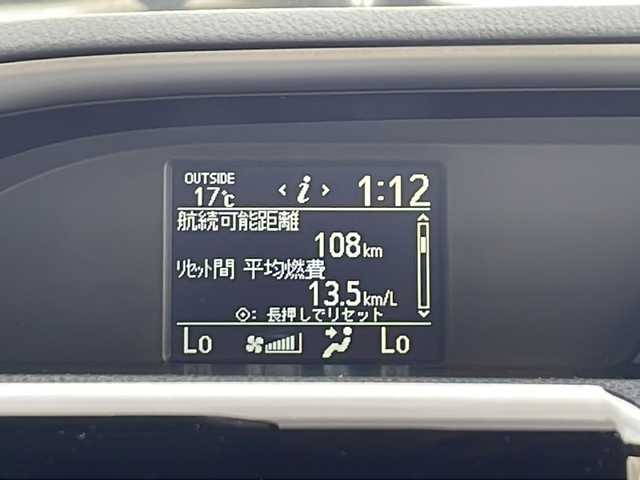 OUTSIDE
17℃
< i >
1:12
航続可能距離
108km
リセット間 平均燃費
13.5km/L
: 長押しでリセット
Lo
Lo